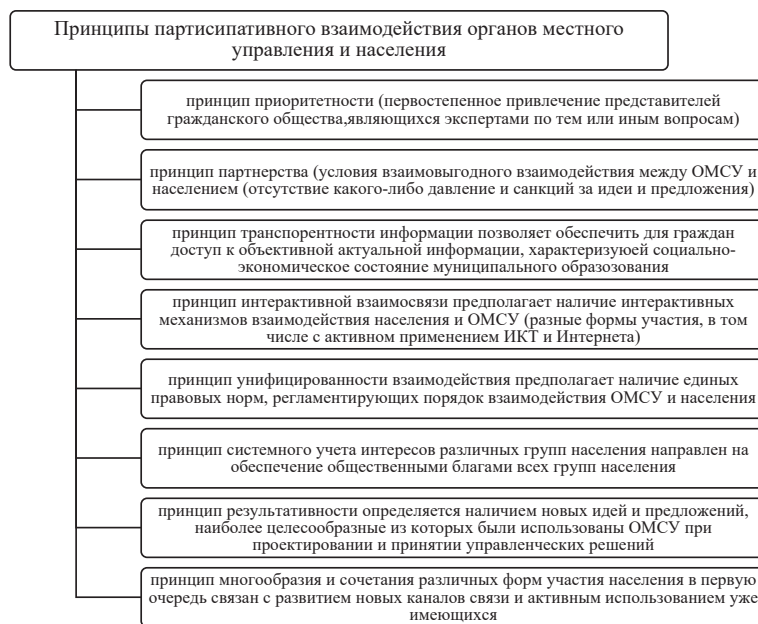 Принципы партисипативного взаимодействия органов местного
управления и населения
принцип приоритетности (первостепенное привлечение представителей
гражданского общества,являющихся экспертами по тем или иным вопросам)
принцип партнерства (условия взаимовыгодного взаимодействия между ОМСУ и
населением (отсутствие какого-либо давление и санкций за идеи и предложения)
принцип транспорентности информации позволяет обеспечить для граждан
доступ к объективной актуальной информации, характеризуюей социально-
экономическое состояние муниципального образозования
принцип интерактивной взаимосвязи предполагает наличие интерактивных
механизмов взаимодействия населения и ОМСУ (разные формы участия, в том
числе с активном применением ИКТ и Интернета)
принцип унифицированности взаимодействия предполагает наличие единых
правовых норм, регламентирующих порядок взаимодействия ОМСУ и населения
принцип системного учета интересов различных групп населения направлен на
обеспечение общественными благами всех групп населения
принцип результативности определяется наличием новых идей и предложений,
наиболее целесообразные из которых были использованы ОМСУ при
проектировании и принятии управленческих решений
принцип многообразия и сочетания различных форм участия населения в первую
очередь связан с развитием новых каналов связи и активным использованием уже
имеющихся